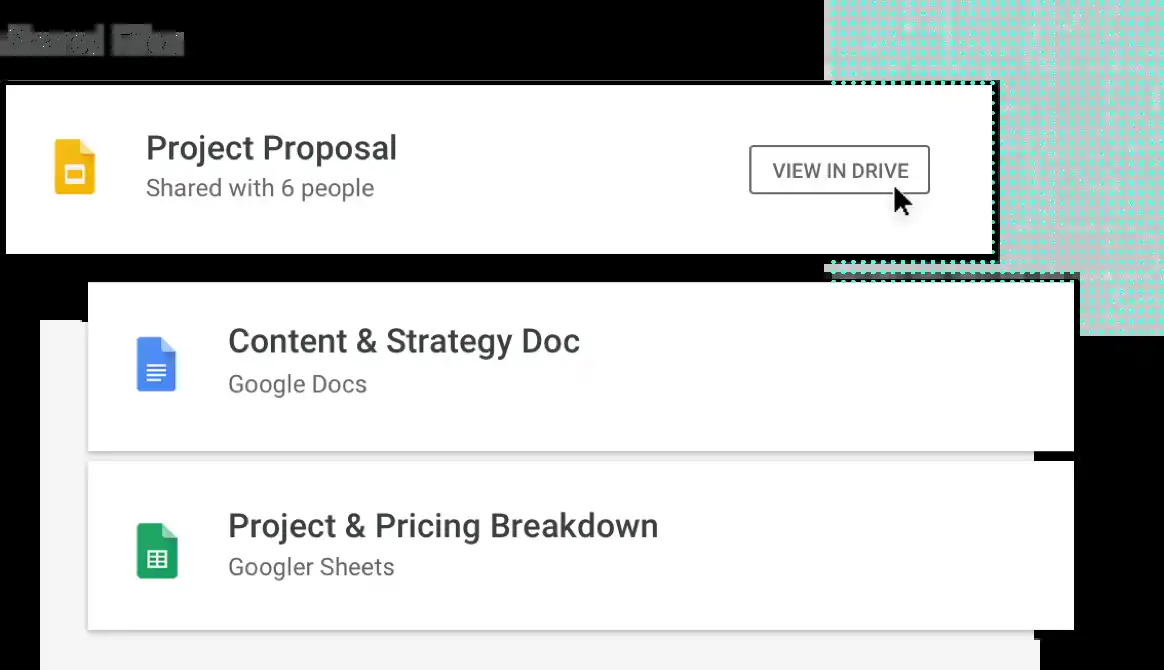 Shared Files
Project Proposal
Shared with 6 people
VIEW IN DRIVE
Content & Strategy Doc
Google Docs
Project & Pricing Breakdown
Googler Sheets